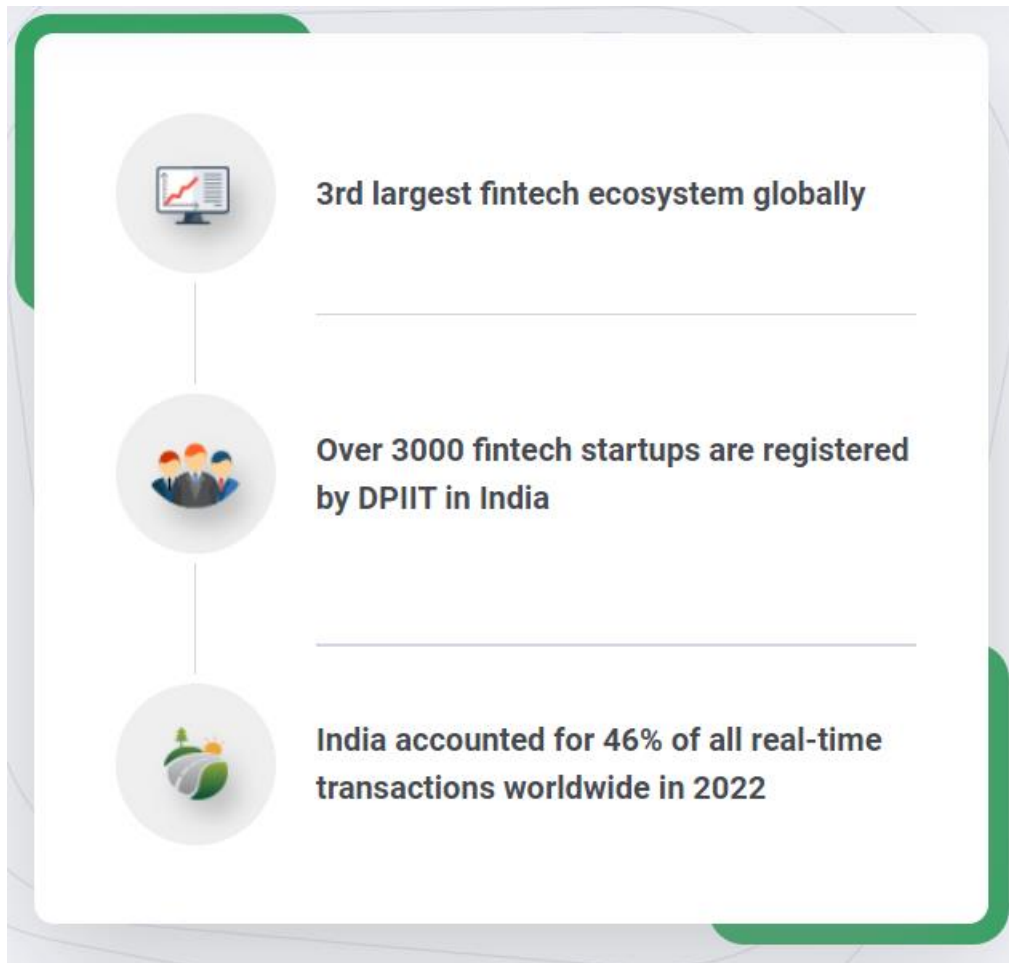 3rd largest fintech ecosystem globally
Over 3000 fintech startups are registered
by DPIIT in India
India accounted for 46% of all real-time
transactions worldwide in 2022